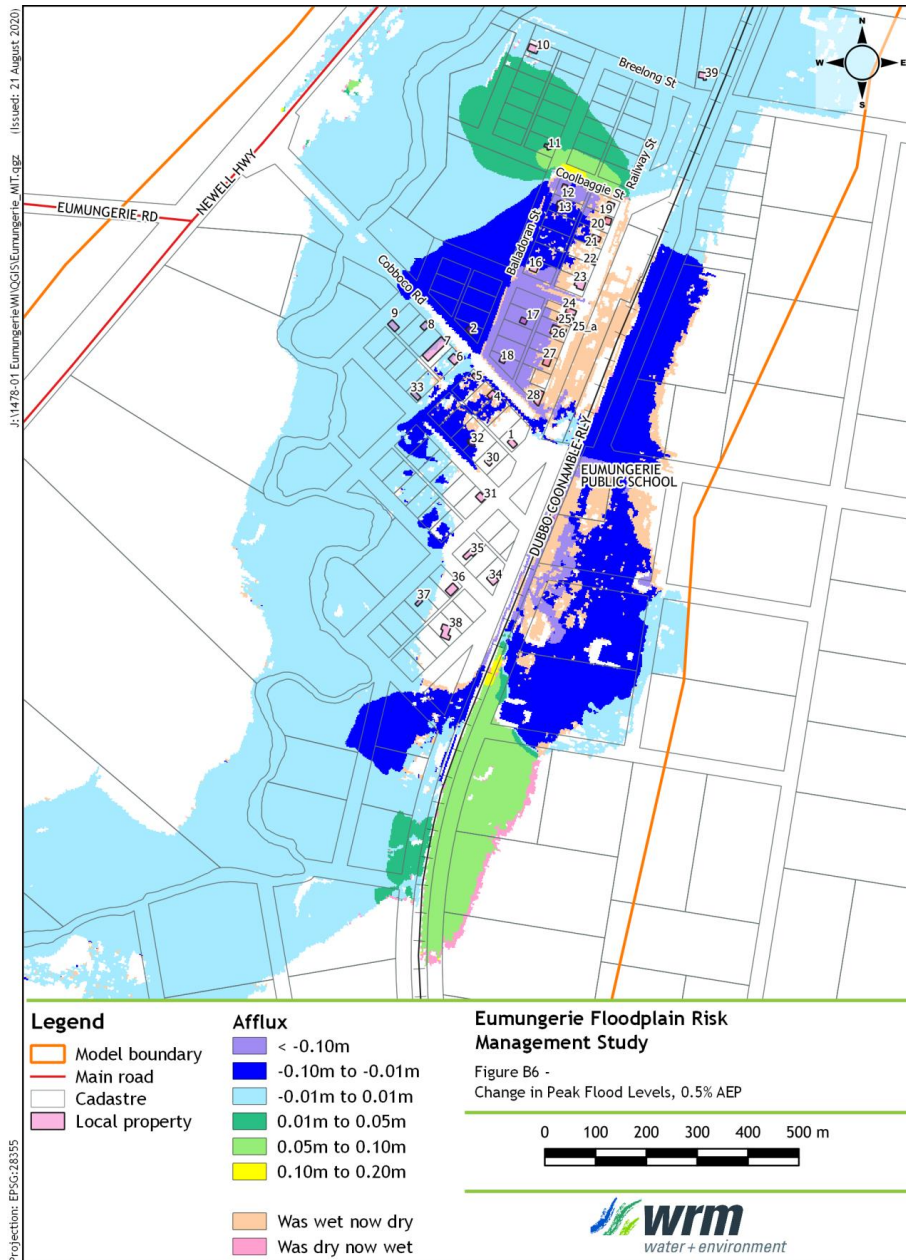 J:\1478-01 Eumungerie\MI\QGIS\Eumungerie_MIT.qgz (Issued: 21 August 2020)
N
W E
S
10
Breelong St
39
11
Railway St
NEWELL-HWY
Coolbaggie St
EUMUNGERIE-RD
12
13
19
20
Balladoran St
21
22
16
23
Cobboco Rd
24
17
25
25_a
9
8
2
26
7
6
18
27
5
33
4
28
32
1
30
DUBBO-COONAMBLE-RLY
EUMUNGERIE
PUBLIC SCHOOL
31
35
34
36
37
38
Legend
Model boundary
Main road
Cadastre
Local property
Afflux
< -0.10m
-0.10m to -0.01m
-0.01m to 0.01m
0.01m to 0.05m
0.05m to 0.10m
0.10m to 0.20m
Was wet now dry
Was dry now wet
Eumungerie Floodplain Risk
Management Study
Figure B6 -
Change in Peak Flood Levels, 0.5% AEP
0 100 200 300 400 500 m
wrm
water + environment
Projection: EPSG:28355